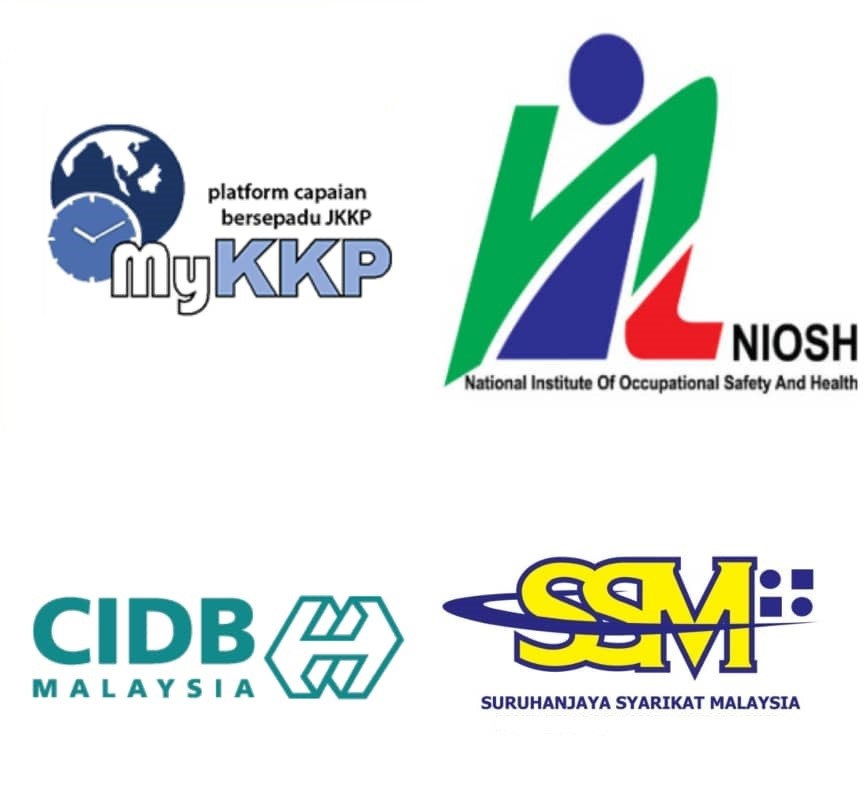 platform capaian
bersepadu JKKP
myKKP
NIOSH
National Institute Of Occupational Safety And Health
CIDB
MALAYSIA
SSM
SURUHANJAYA SYARIKAT MALAYSIA